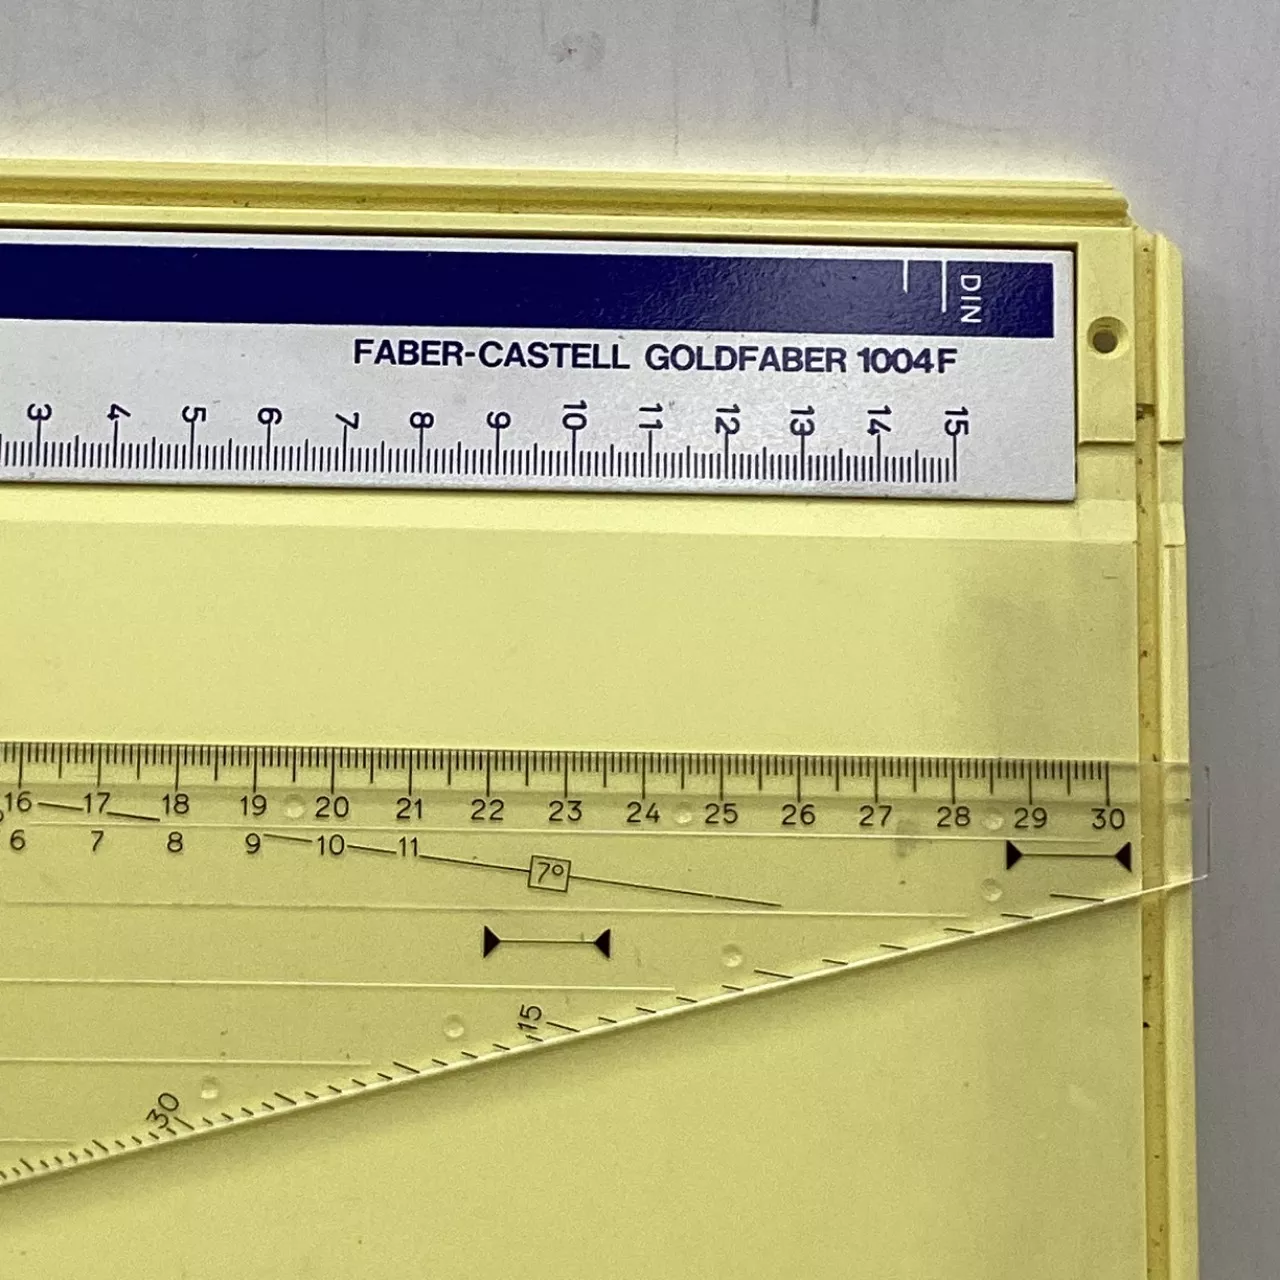 DIN
FABER-CASTELL GOLDFABER 1004F
3 4 5 6 7 8 9 10 11 12 13 14 15
16 17 18 19 20 21 22 23 24 25 26 27 28 29 30
6 7 8 9 10 11
7°
15
30